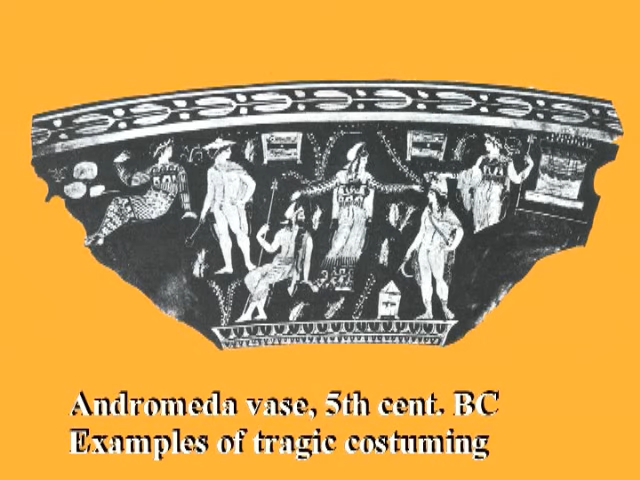 Andromeda vase, 5th cent. BC
Examples of tragic costuming